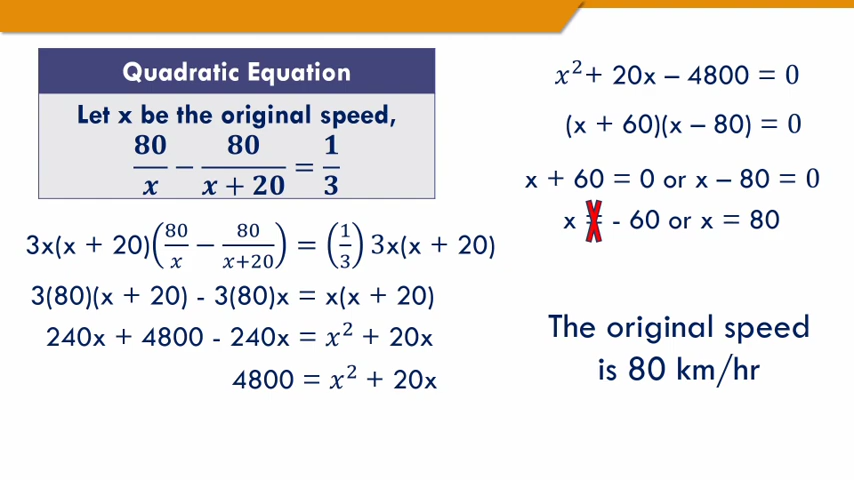 Quadratic Equation
Let x be the original speed,
80/x − 80/(x + 20) = 1/3
3x(x + 20)(80/x − 80/(x+20)) = (1/3) 3x(x + 20)
3(80)(x + 20) - 3(80)x = x(x + 20)
240x + 4800 - 240x = x² + 20x
4800 = x² + 20x
x² + 20x – 4800 = 0
(x + 60)(x – 80) = 0
x + 60 = 0 or x – 80 = 0
x = - 60 or x = 80
The original speed
is 80 km/hr